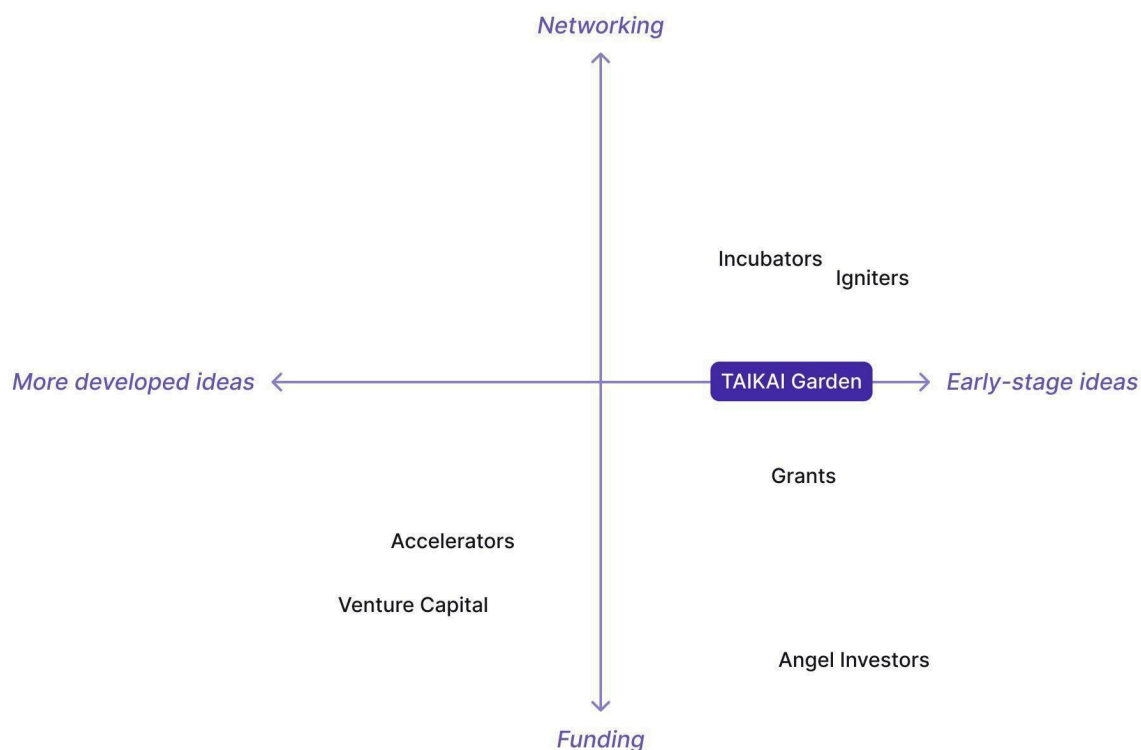 Networking
Incubators
Igniters
More developed ideas
TAIKAI Garden
Early-stage ideas
Grants
Accelerators
Venture Capital
Angel Investors
Funding